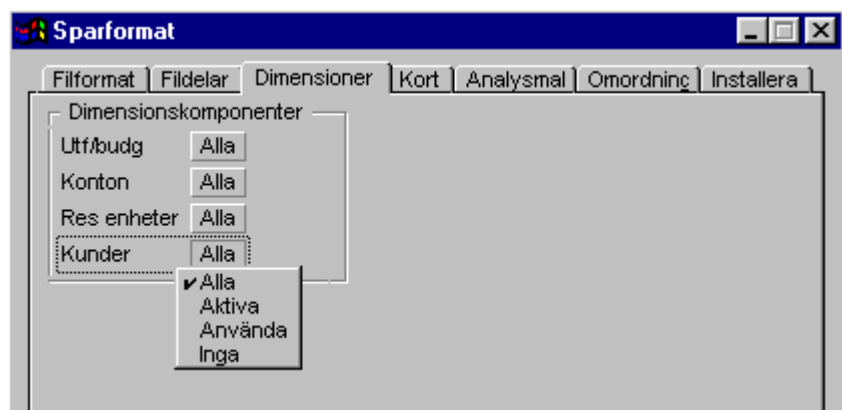 Sparformat
Filformat Fildelar Dimensioner Kort Analysmal Omordning Installera
Dimensionskomponenter
Utf/budg Alla
Konton Alla
Res enheter Alla
Kunder Alla
Alla
Aktiva
Använda
Inga